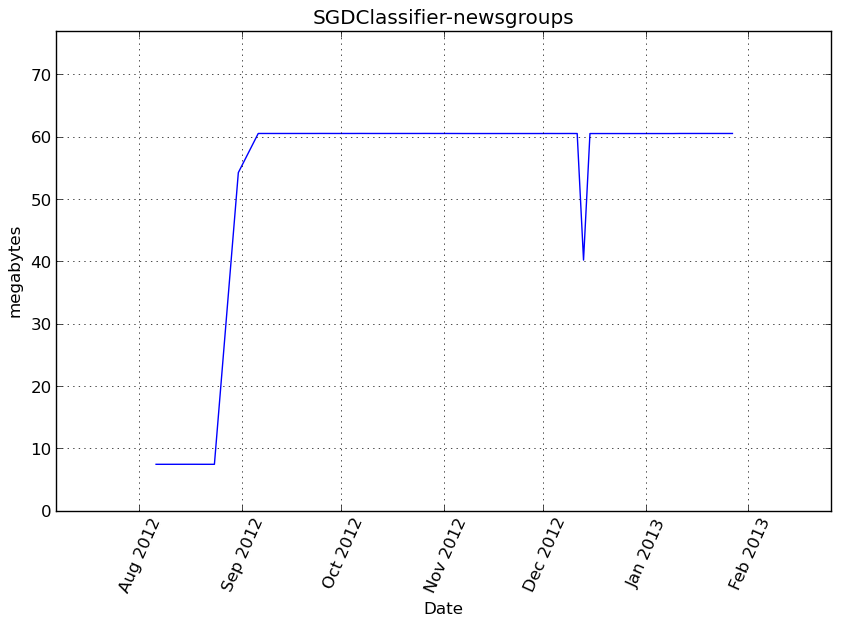 SGDClassifier-newsgroups
70
60
50
40
30
20
10
0
megabytes
Aug 2012
Sep 2012
Oct 2012
Nov 2012
Dec 2012
Jan 2013
Feb 2013
Date